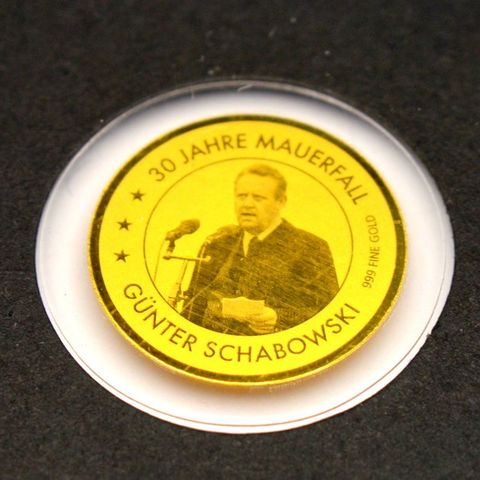 30 JAHRE MAUERFALL
999 FINE GOLD
GÜNTER SCHABOWSKI